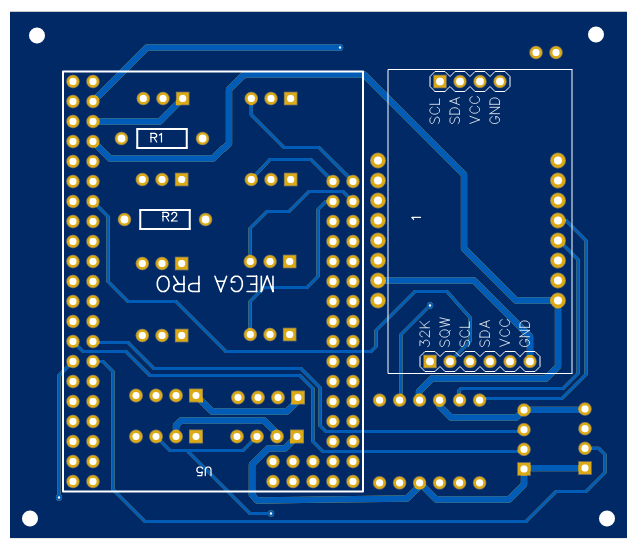 SCL
SDA
VCC
GND
R1
R2
1
MEGA PRO
32K
SQW
SCL
SDA
VCC
GND
U5